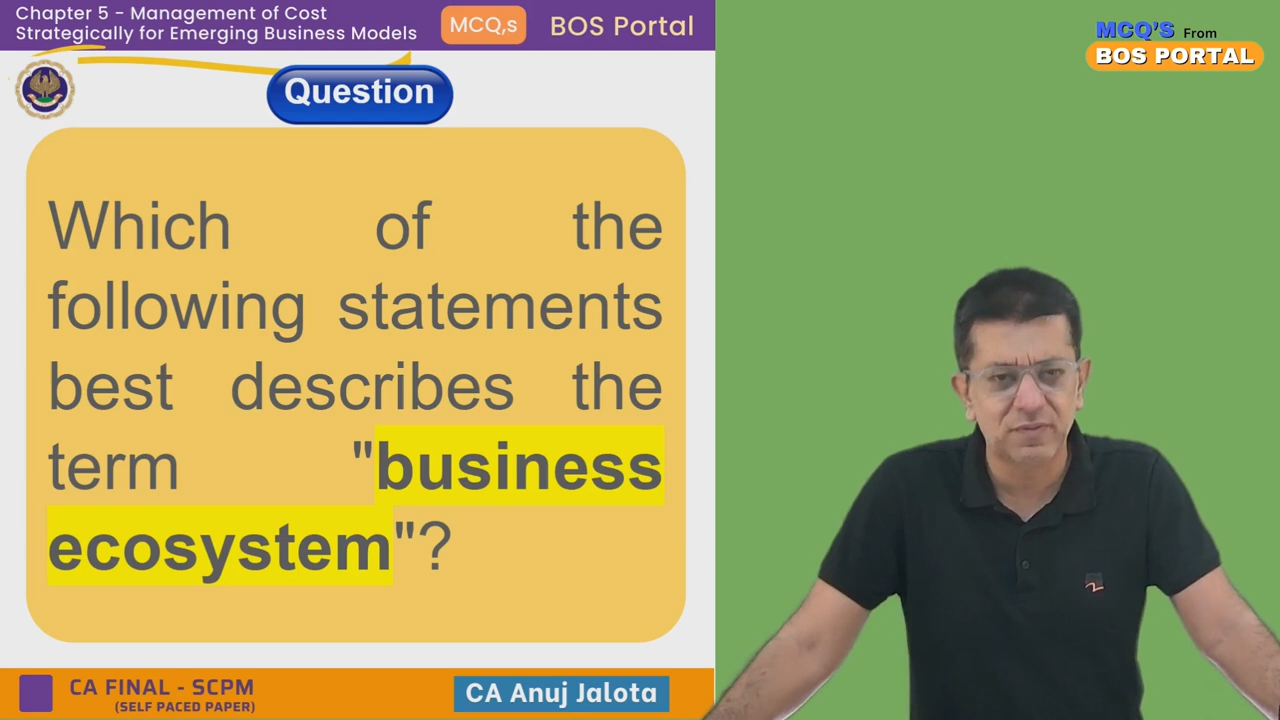 Chapter 5 - Management of Cost
Strategically for Emerging Business Models
MCQ,s
BOS Portal
MCQ'S From
BOS PORTAL
Question
Which of the
following statements
best describes the
term "business
ecosystem"?
CA FINAL - SCPM
(SELF PACED PAPER)
CA Anuj Jalota